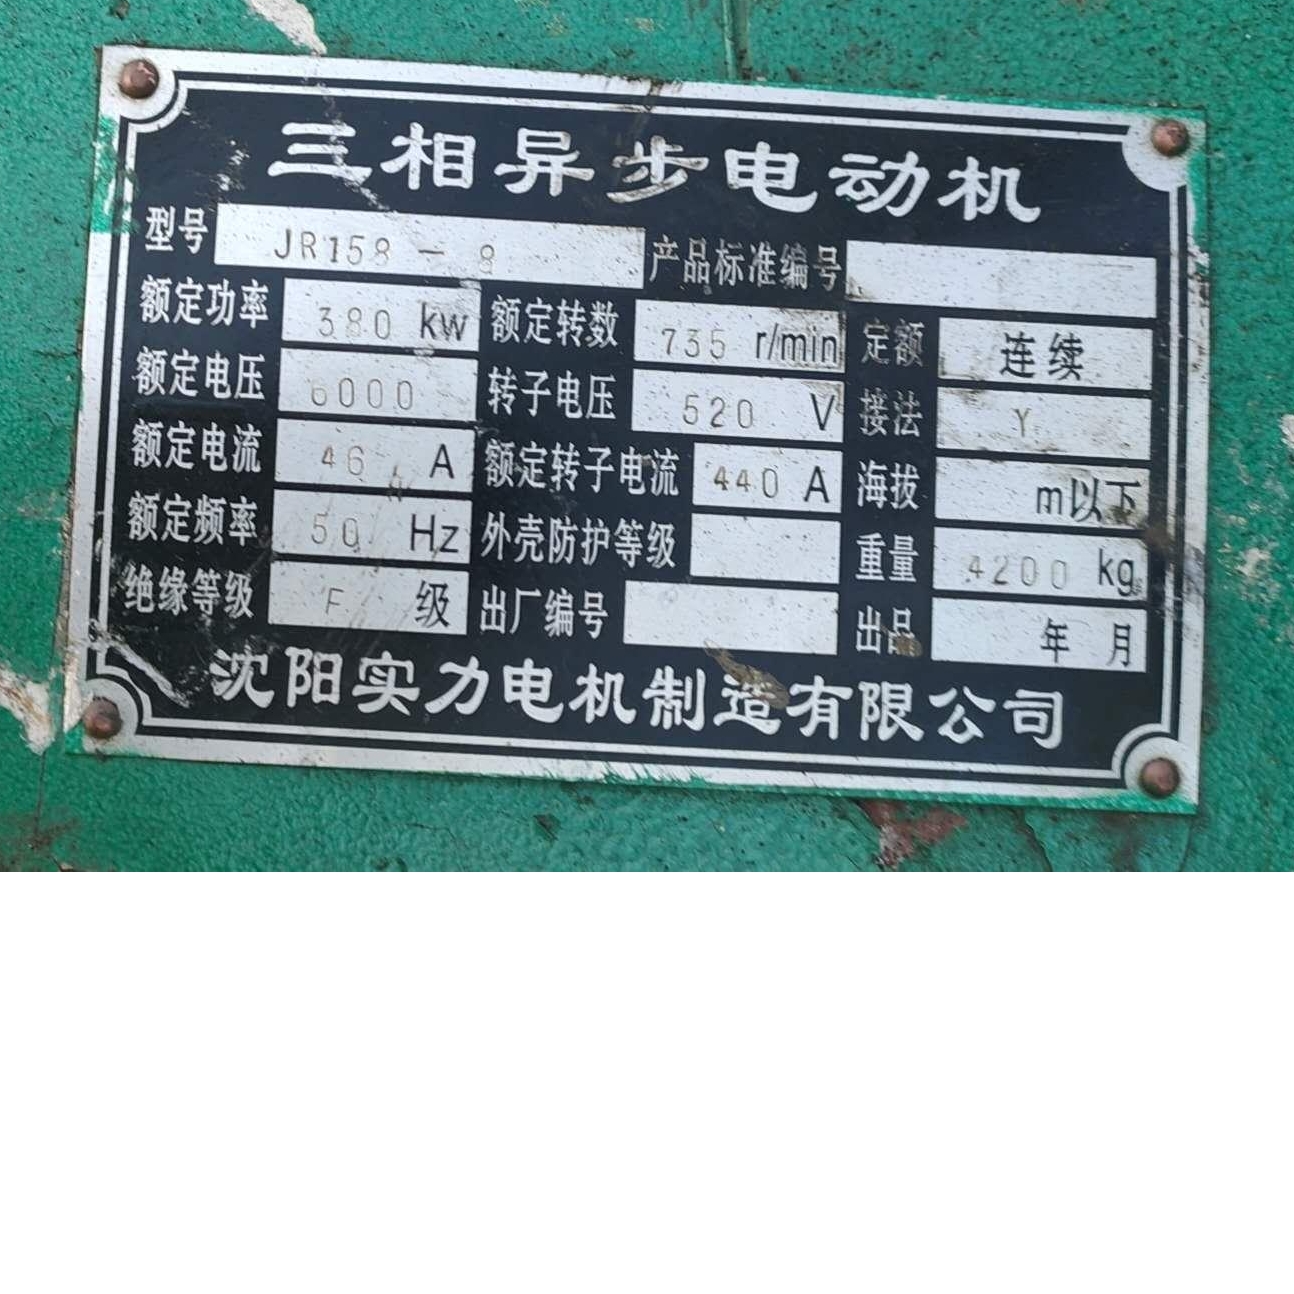 三相异步电动机
型号 JR158-8 产品标准编号
额定功率 380 kw 额定转数 735 r/min 定额 连续
额定电压 6000 转子电压 520 V 接法 Y
额定电流 46 A 额定转子电流 440 A 海拔 m以下
额定频率 50 Hz 外壳防护等级 重量 4200 kg
绝缘等级 F 级 出厂编号 出品 年 月
沈阳实力电机制造有限公司